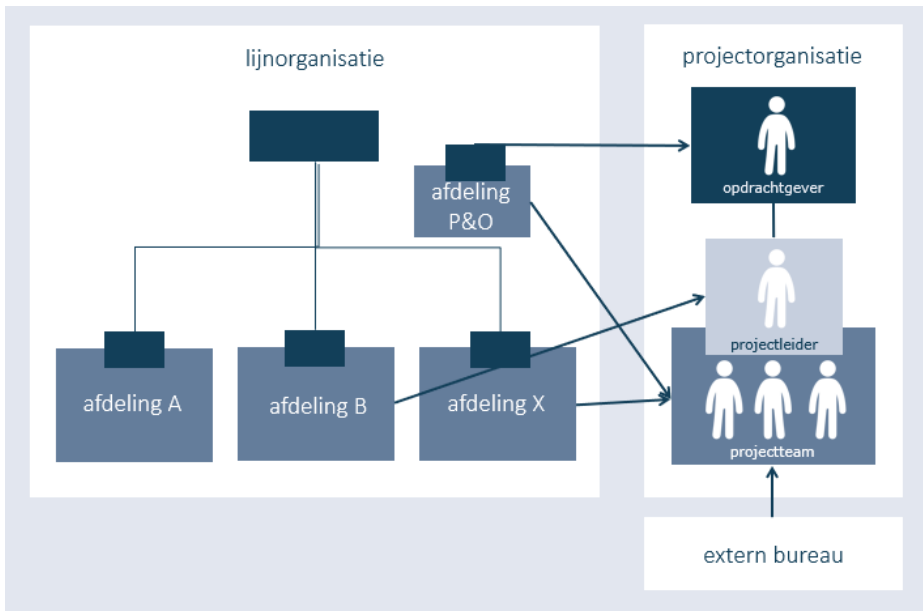 lijnorganisatie
projectorganisatie
opdrachtgever
afdeling
P&O
projectleider
afdeling A
afdeling B
afdeling X
projectteam
extern bureau